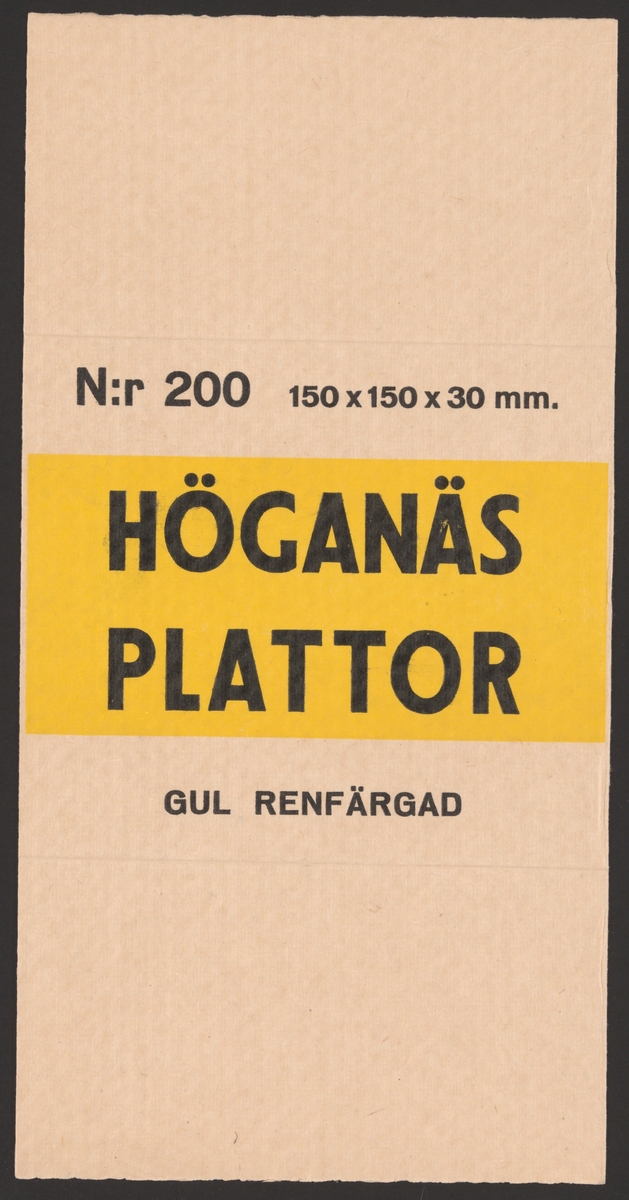 N:r 200 150 x 150 x 30 mm.
HÖGANÄS
PLATTOR
GUL RENFÄRGAD